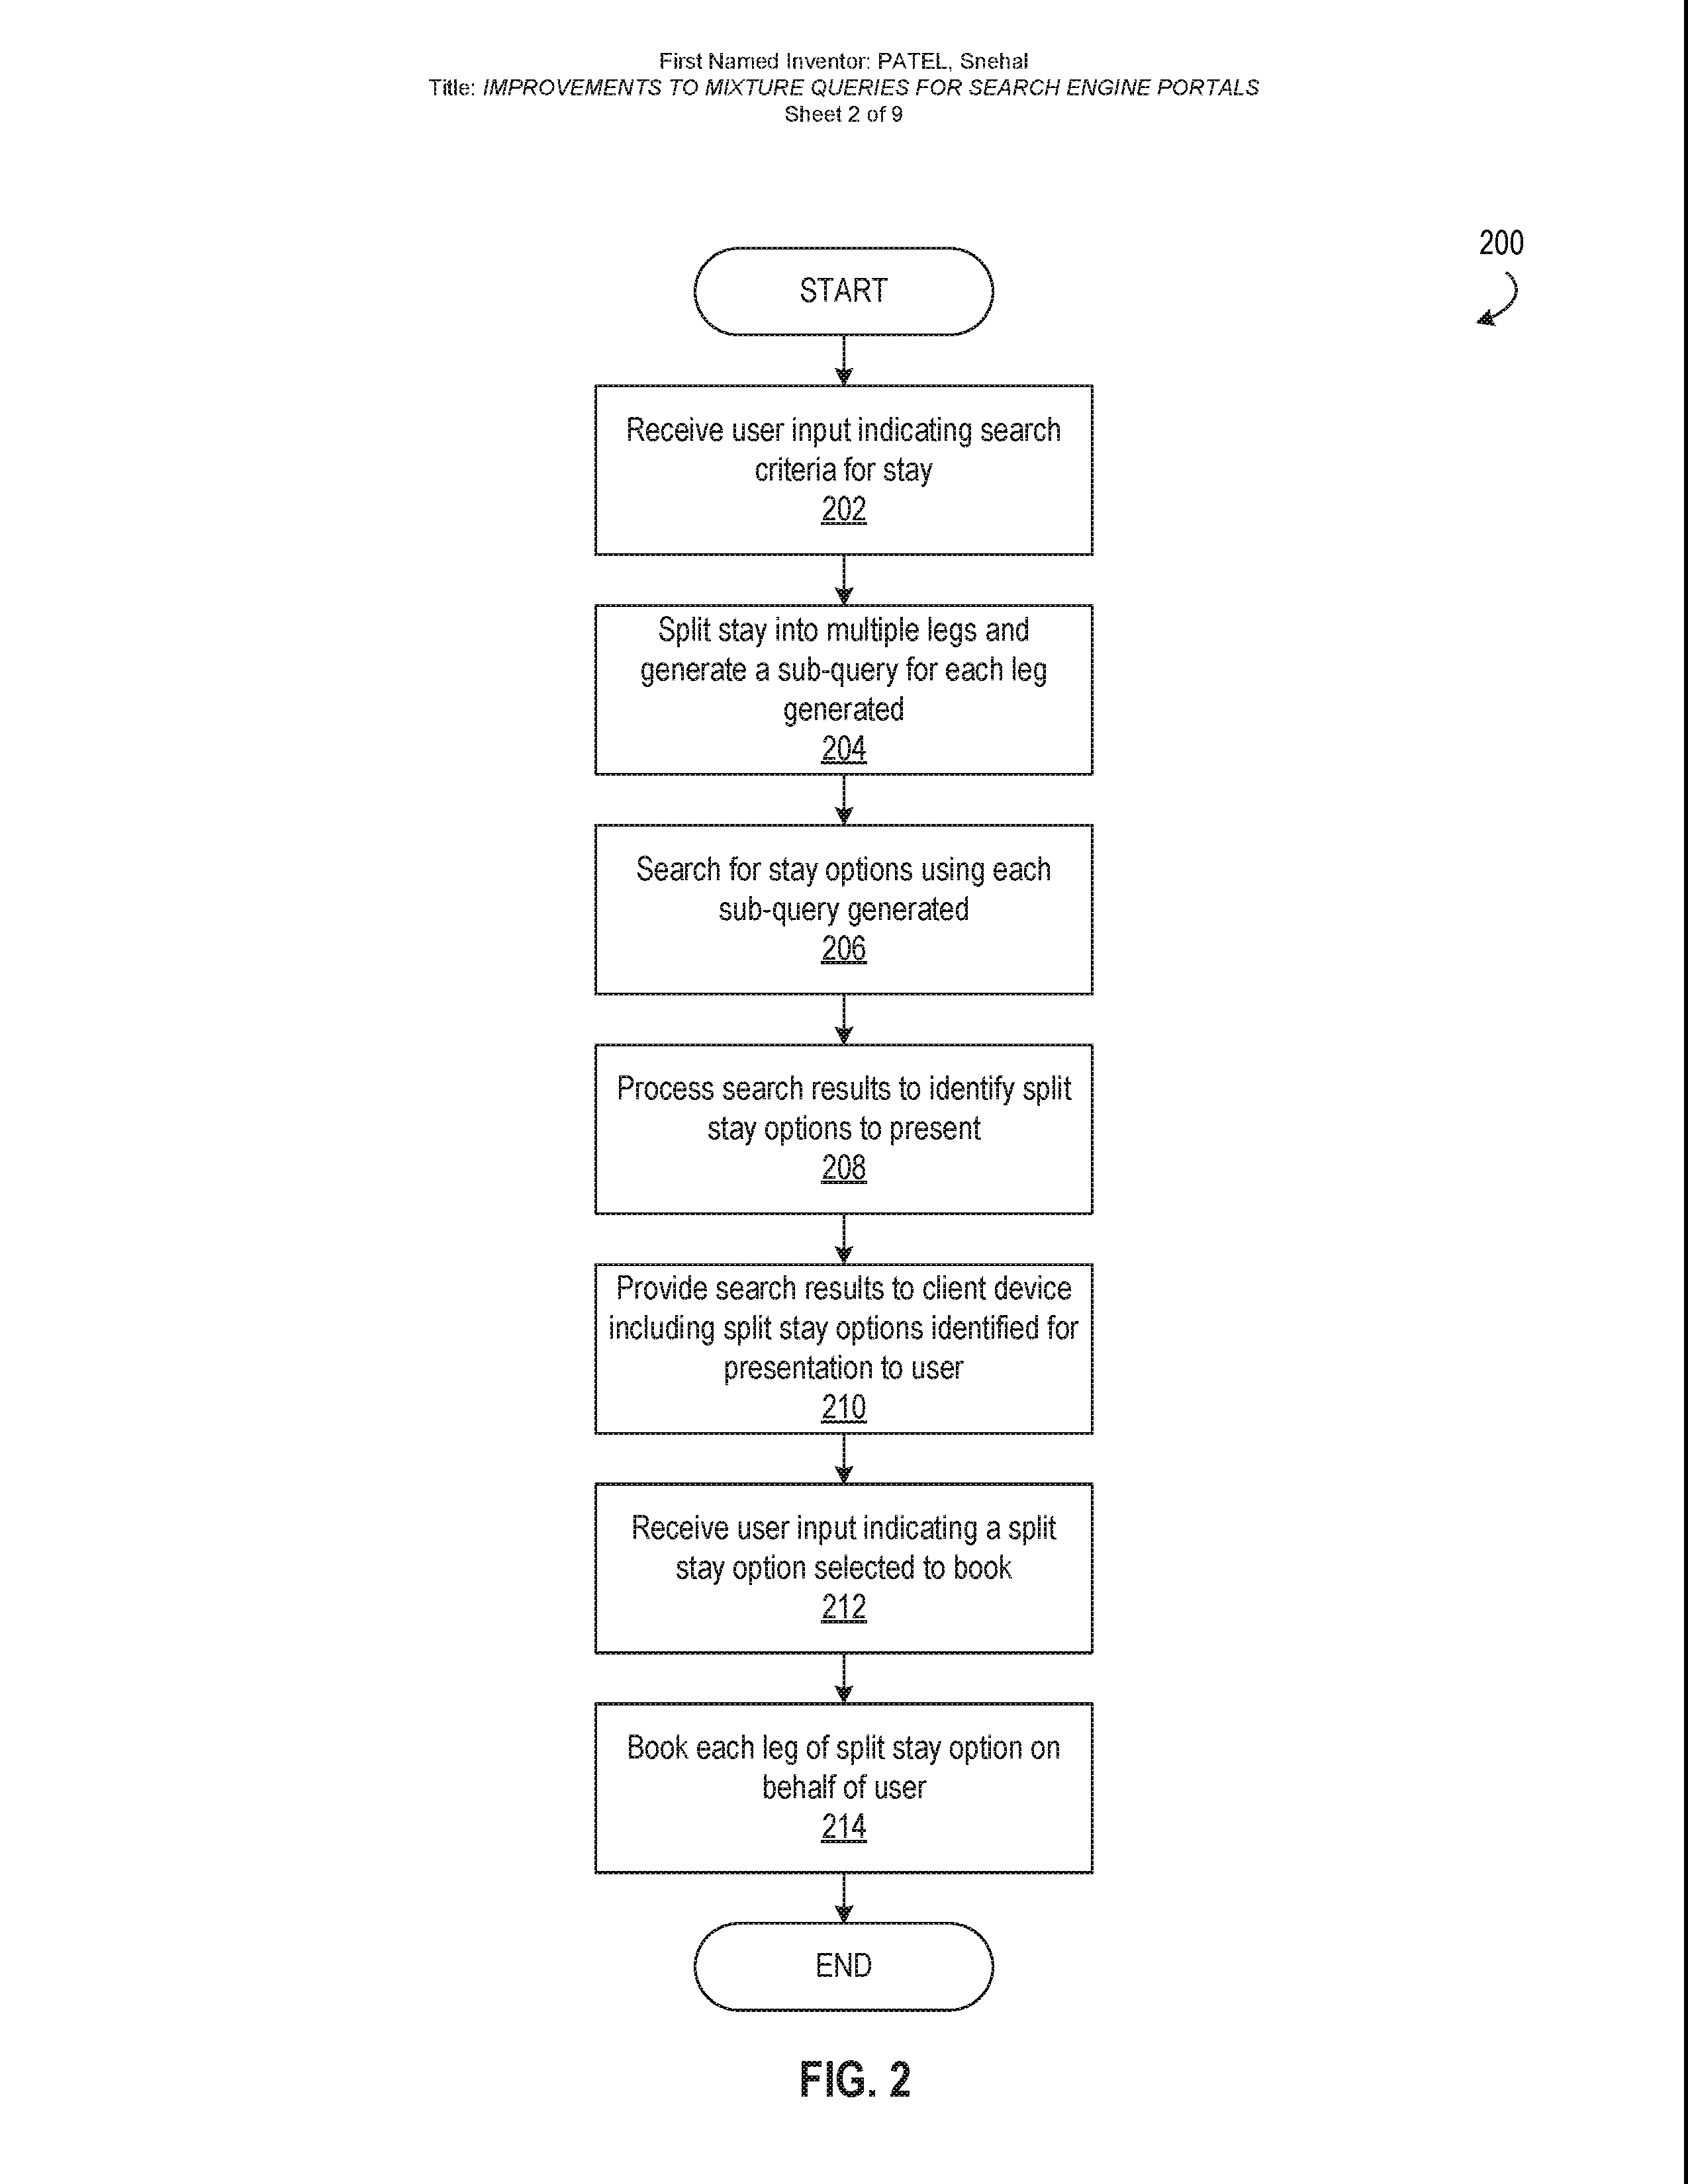 First Named Inventor: PATEL, Snehal
Title: IMPROVEMENTS TO MIXTURE QUERIES FOR SEARCH ENGINE PORTALS
Sheet 2 of 9
200
START
Receive user input indicating search
criteria for stay
202
Split stay into multiple legs and
generate a sub-query for each leg
generated
204
Search for stay options using each
sub-query generated
206
Process search results to identify split
stay options to present
208
Provide search results to client device
including split stay options identified for
presentation to user
210
Receive user input indicating a split
stay option selected to book
212
Book each leg of split stay option on
behalf of user
214
END
FIG. 2